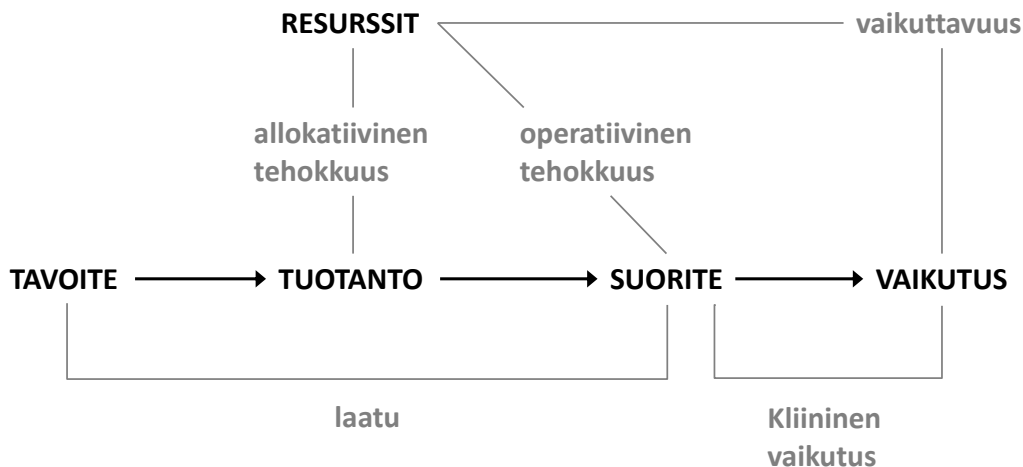 RESURSSIT
vaikuttavuus
allokatiivinen
tehokkuus
operatiivinen
tehokkuus
TAVOITE
TUOTANTO
SUORITE
VAIKUTUS
laatu
Kliininen
vaikutus